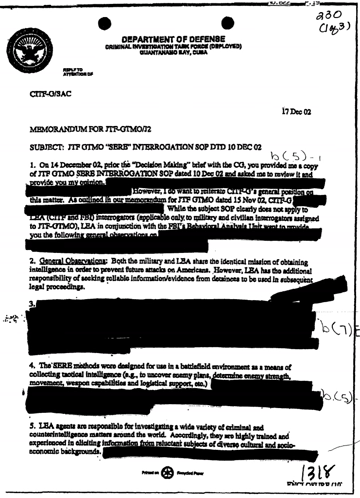 230
(1 of 3)
DEPARTMENT OF DEFENSE
CRIMINAL INVESTIGATION TASK FORCE (DEPLOYED)
GUANTANAMO BAY, CUBA
REPLY TO
ATTENTION OF
CITF-G/SAC
17 Dec 02
MEMORANDUM FOR JTF-GTMO/J2
SUBJECT: JTF GTMO "SERE" INTERROGATION SOP DTD 10 DEC 02
b(5)-1
1. On 14 December 02, prior the "Decision Making" brief with the CG, you provided me a copy
of JTF GTMO SERE INTERROGATION SOP dated 10 Dec 02 and asked me to review it and
provide you my opinion.
However, I do want to reiterate CITF-G's general position on
this matter. As outlined in our memorandum for JTF GTMO dated 15 Nov 02, CITF-G
While the subject SOP clearly does not apply to
LEA (CITF and FBI) interrogators (applicable only to military and civilian interrogators assigned
to JTF-GTMO), LEA in conjunction with the FBI's Behavioral Analysis Unit want to provide
you the following general observations on
2. General Observations: Both the military and LEA share the identical mission of obtaining
intelligence in order to prevent future attacks on Americans. However, LEA has the additional
responsibility of seeking reliable information/evidence from detainees to be used in subsequent
legal proceedings.
3.
b(7)E
4. The SERE methods were designed for use in a battlefield environment as a means of
collecting tactical intelligence (e.g., to uncover enemy plans, determine enemy strength,
movement, weapon capabilities and logistical support, etc.)
b(5)-
5. LEA agents are responsible for investigating a wide variety of criminal and
counterintelligence matters around the world. Accordingly, they are highly trained and
experienced in eliciting information from reluctant subjects of diverse cultural and socio-
economic backgrounds.
Printed on Recycled Paper
1318